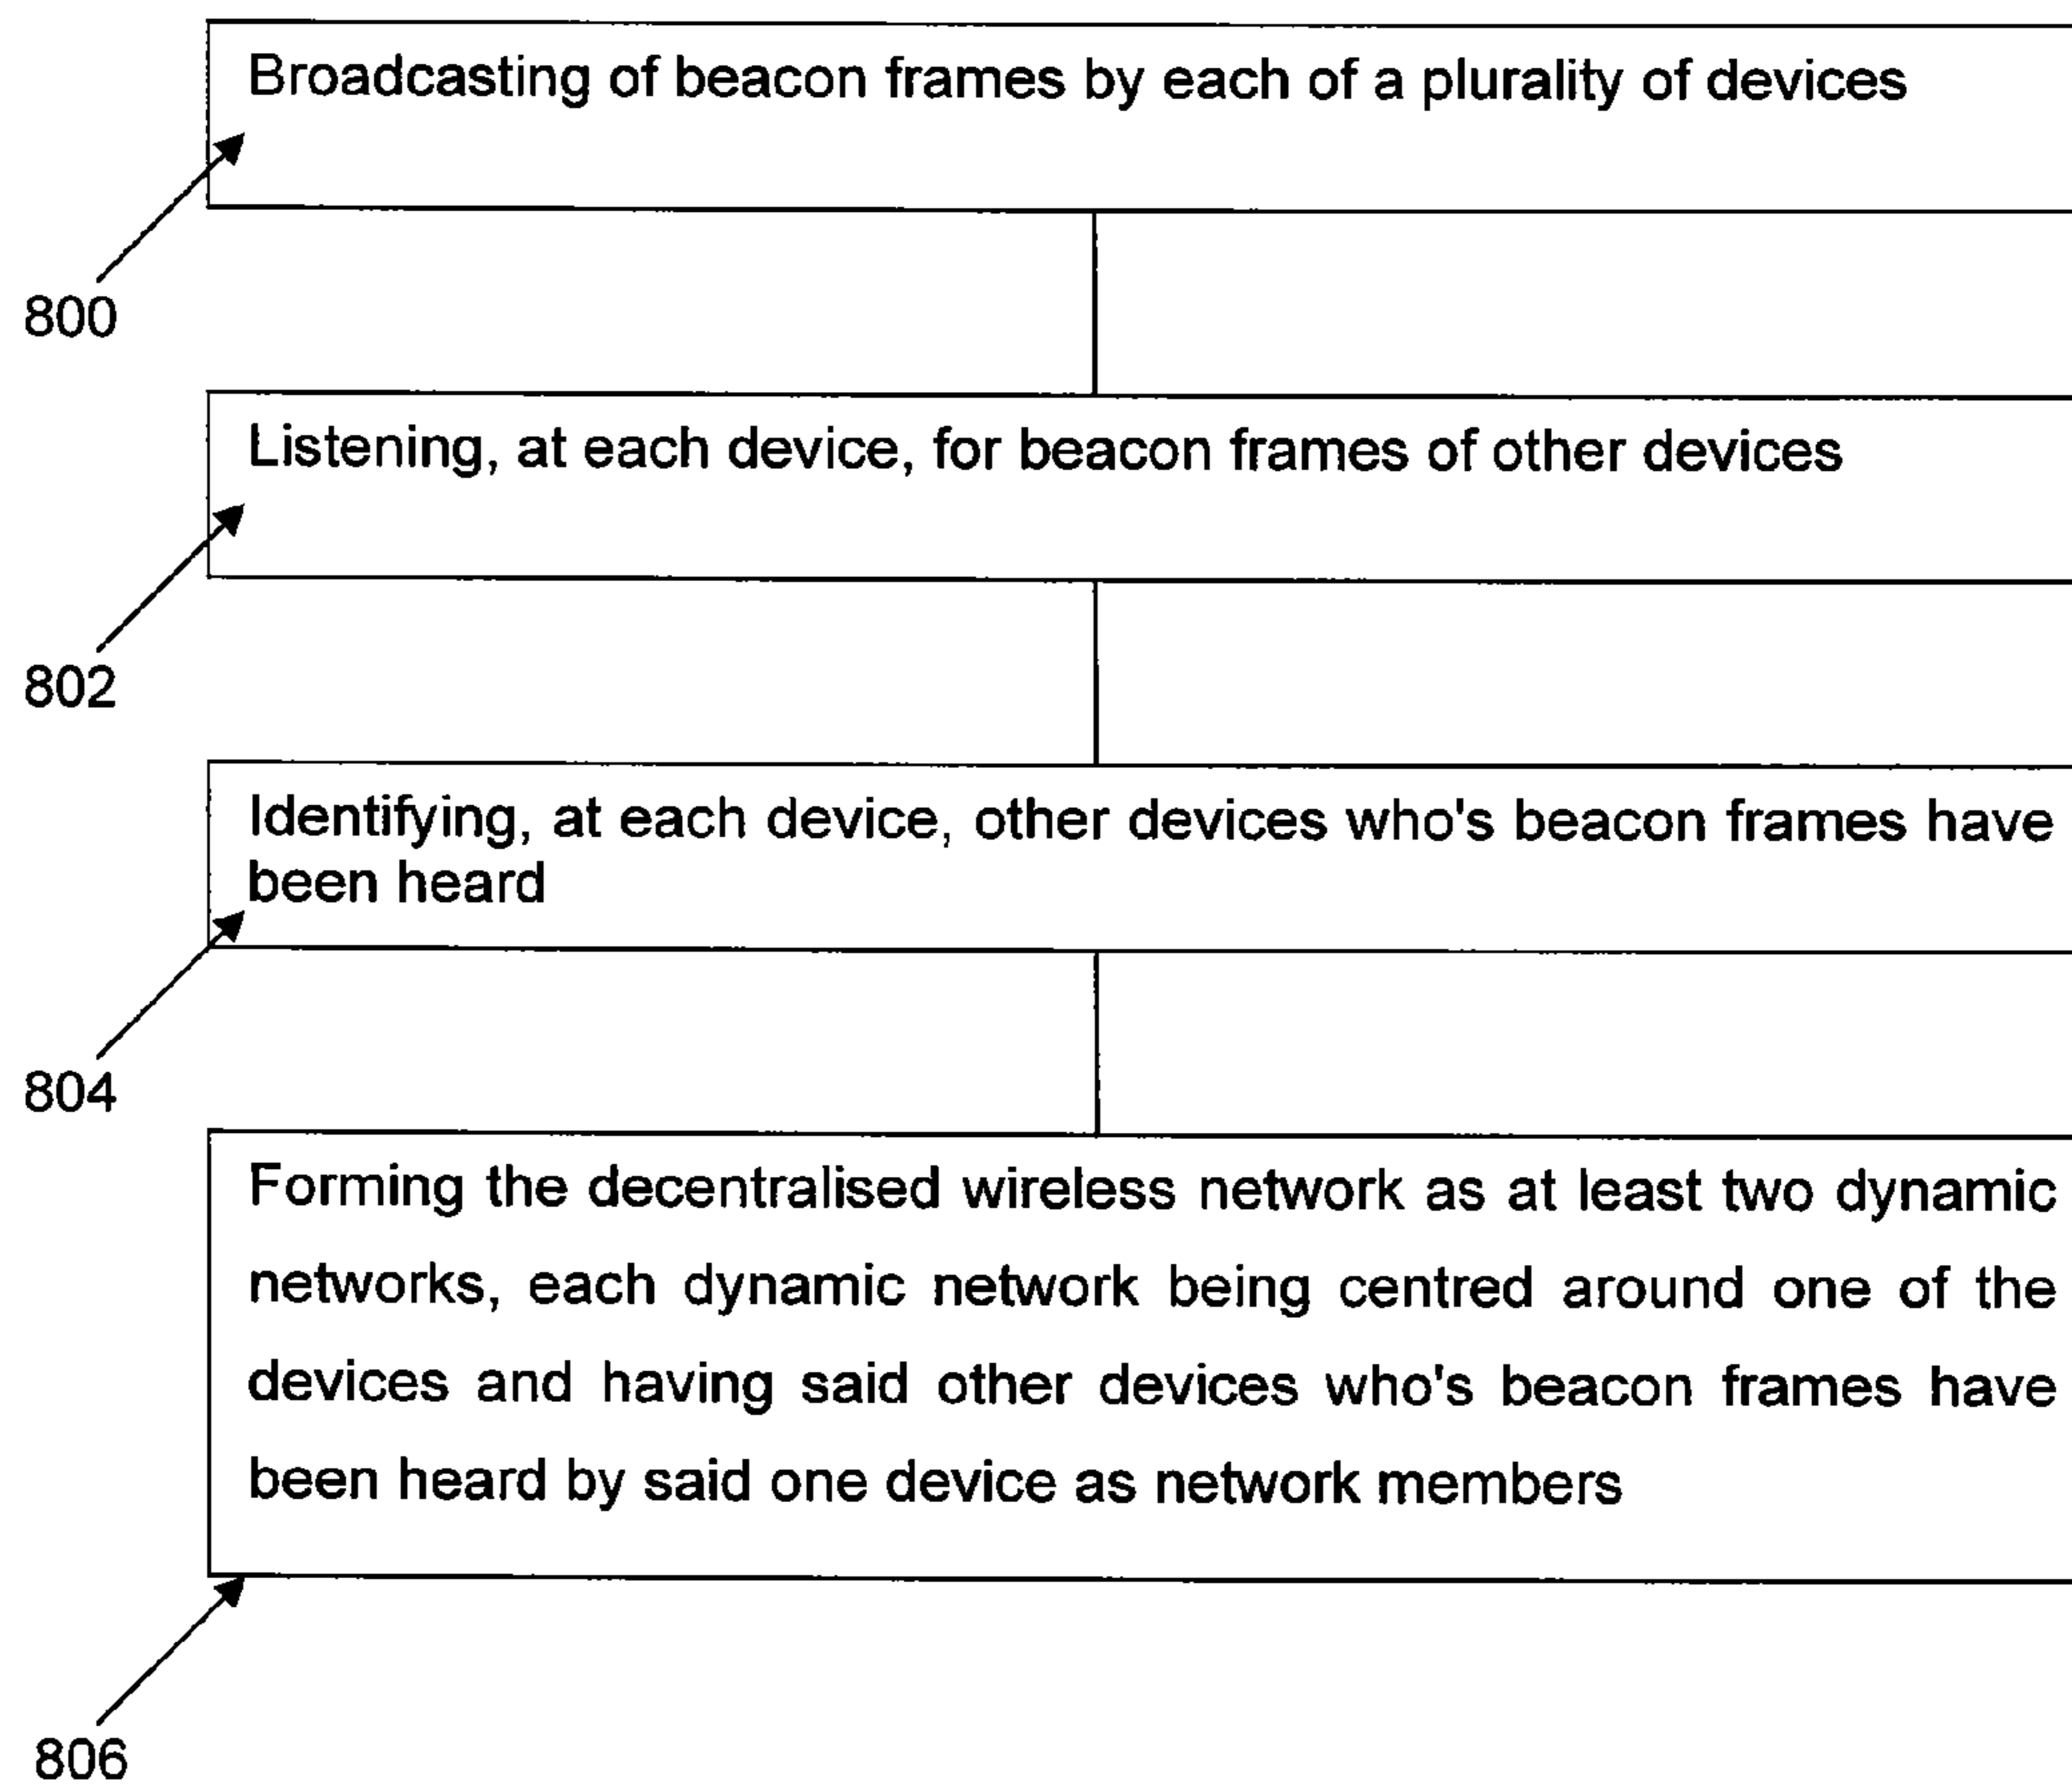 Broadcasting of beacon frames by each of a plurality of devices
800
Listening, at each device, for beacon frames of other devices
802
Identifying, at each device, other devices who's beacon frames have
been heard
804
Forming the decentralised wireless network as at least two dynamic
networks, each dynamic network being centred around one of the
devices and having said other devices who's beacon frames have
been heard by said one device as network members
806